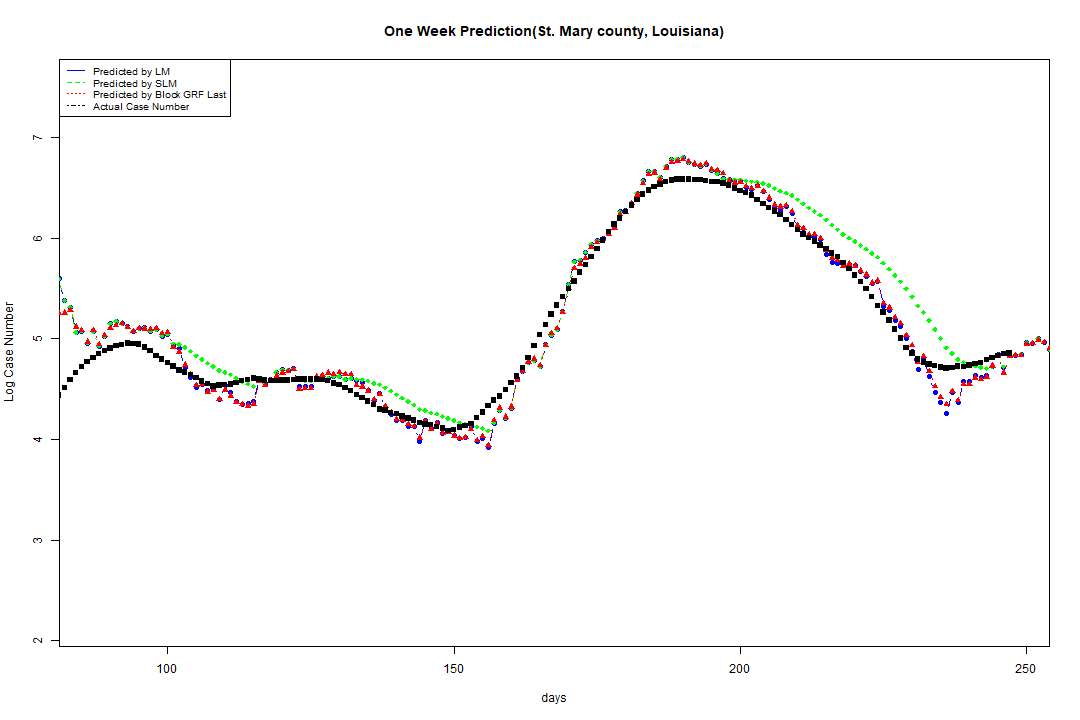 One Week Prediction(St. Mary county, Louisiana)
Predicted by LM
Predicted by SLM
Predicted by Block GRF Last
Actual Case Number
7
6
5
4
3
2
Log Case Number
100 150 200 250
days